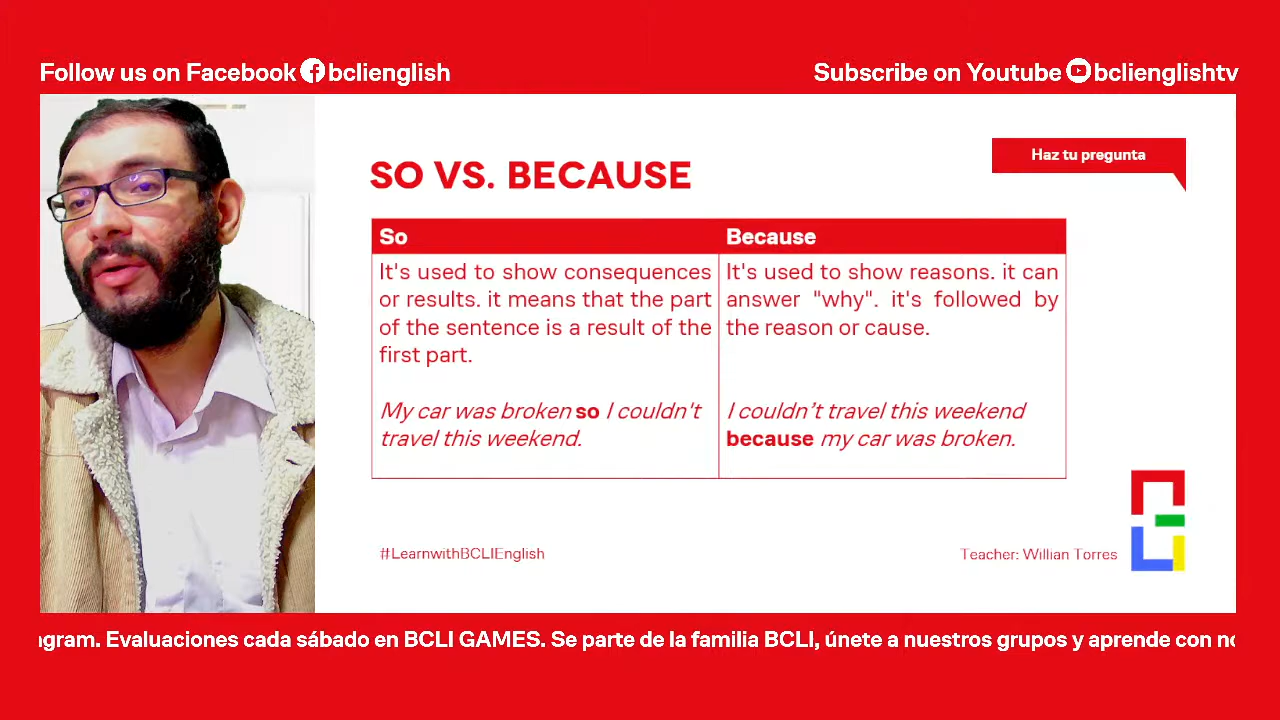 Follow us on Facebook bclienglish
Subscribe on Youtube bclienglishtv
Haz tu pregunta
SO VS. BECAUSE
So
It's used to show consequences
or results. it means that the part
of the sentence is a result of the
first part.
My car was broken so I couldn't
travel this weekend.
Because
It's used to show reasons. it can
answer "why". it's followed by
the reason or cause.
I couldn’t travel this weekend
because my car was broken.
#LearnwithBCLIEnglish
Teacher: Willian Torres
Evaluaciones cada sábado en BCLI GAMES. Se parte de la familia BCLI, únete a nuestros grupos y aprende con